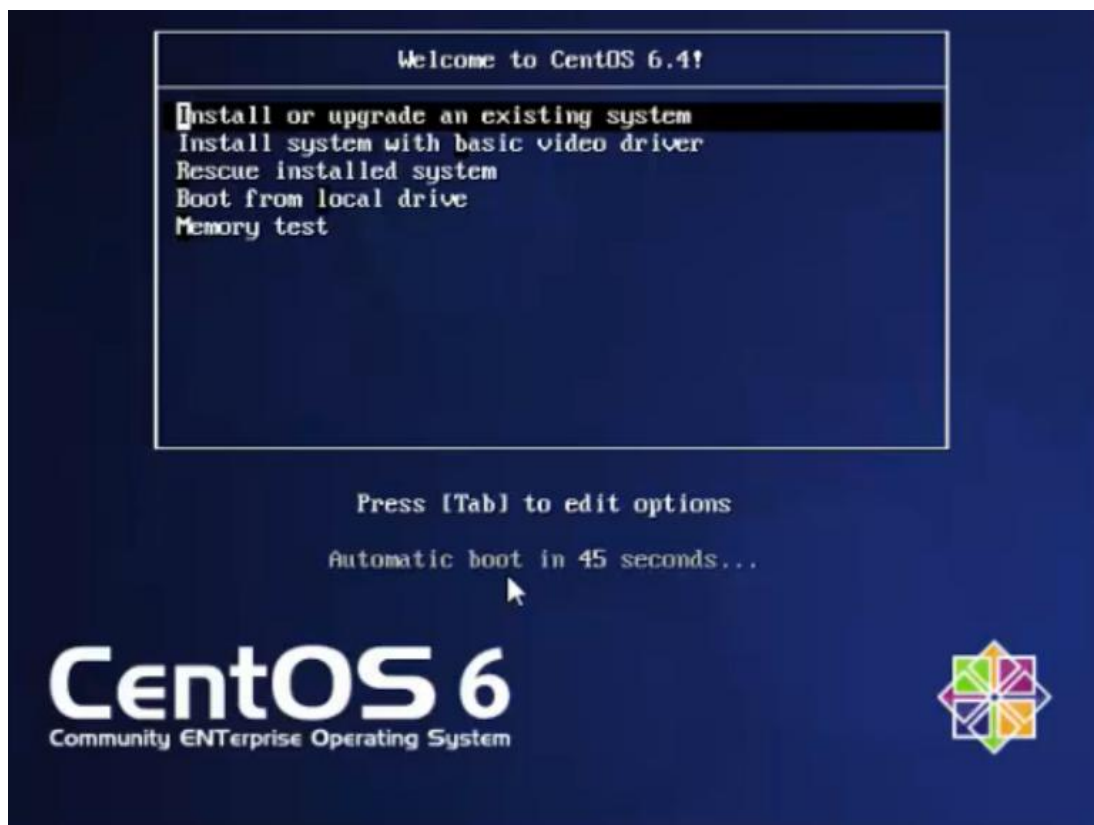 Welcome to CentOS 6.4!
Install or upgrade an existing system
Install system with basic video driver
Rescue installed system
Boot from local drive
Memory test
Press [Tab] to edit options
Automatic boot in 45 seconds...
CentOS 6
Community ENTerprise Operating System